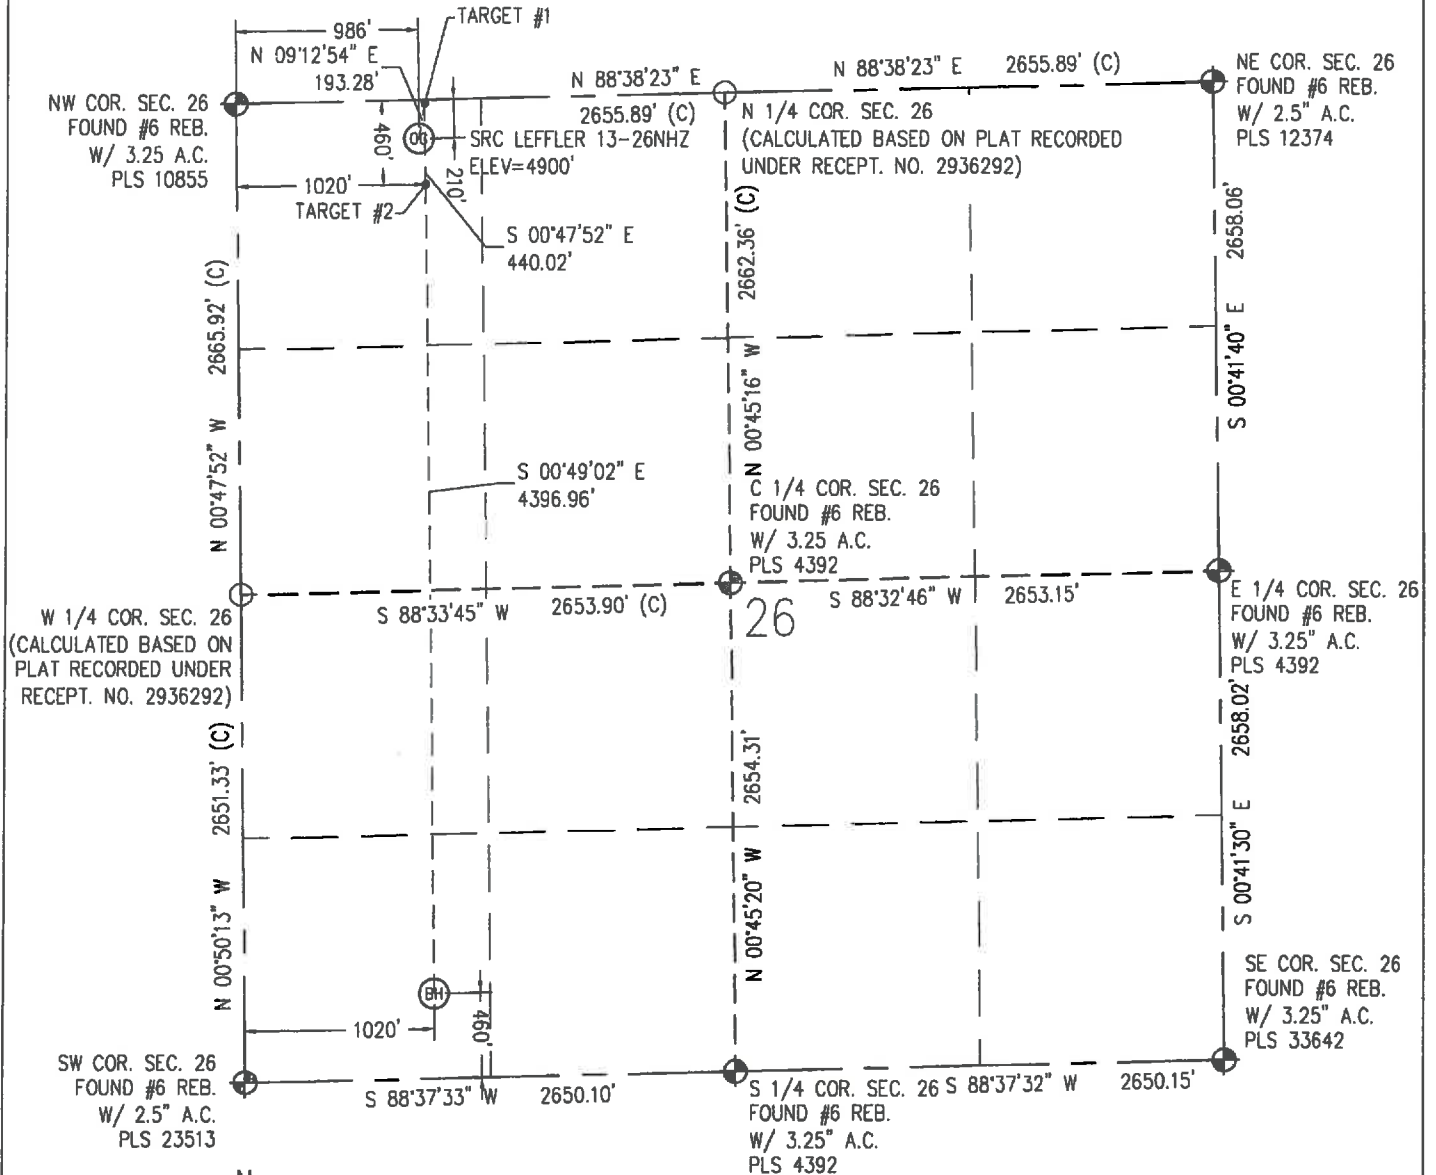 986'
TARGET #1
N 09°12'54" E
193.28'
NW COR. SEC. 26
FOUND #6 REB.
W/ 3.25 A.C.
PLS 10855
N 88°38'23" E
2655.89' (C)
N 88°38'23" E 2655.89' (C)
NE COR. SEC. 26
FOUND #6 REB.
W/ 2.5" A.C.
PLS 12374
N 1/4 COR. SEC. 26
(CALCULATED BASED ON PLAT RECORDED
UNDER RECEPT. NO. 2936292)
OG
SRC LEFFLER 13-26NHZ
ELEV=4900'
460'
210'
1020'
TARGET #2
S 00°47'52" E
440.02'
N 00°47'52" W 2665.92' (C)
N 00°45'16" W 2662.36' (C)
S 00°41'40" E 2658.06'
S 00°49'02" E
4396.96'
C 1/4 COR. SEC. 26
FOUND #6 REB.
W/ 3.25 A.C.
PLS 4392
W 1/4 COR. SEC. 26
(CALCULATED BASED ON
PLAT RECORDED UNDER
RECEPT. NO. 2936292)
S 88°33'45" W 2653.90' (C)
26
S 88°32'46" W 2653.15'
E 1/4 COR. SEC. 26
FOUND #6 REB.
W/ 3.25" A.C.
PLS 4392
N 00°50'13" W 2651.33' (C)
N 00°45'20" W 2654.31'
S 00°41'30" E 2658.02'
BH
1020'
460'
SW COR. SEC. 26
FOUND #6 REB.
W/ 2.5" A.C.
PLS 23513
S 88°37'33" W 2650.10'
S 1/4 COR. SEC. 26
FOUND #6 REB.
W/ 3.25" A.C.
PLS 4392
S 88°37'32" W 2650.15'
SE COR. SEC. 26
FOUND #6 REB.
W/ 3.25" A.C.
PLS 33642